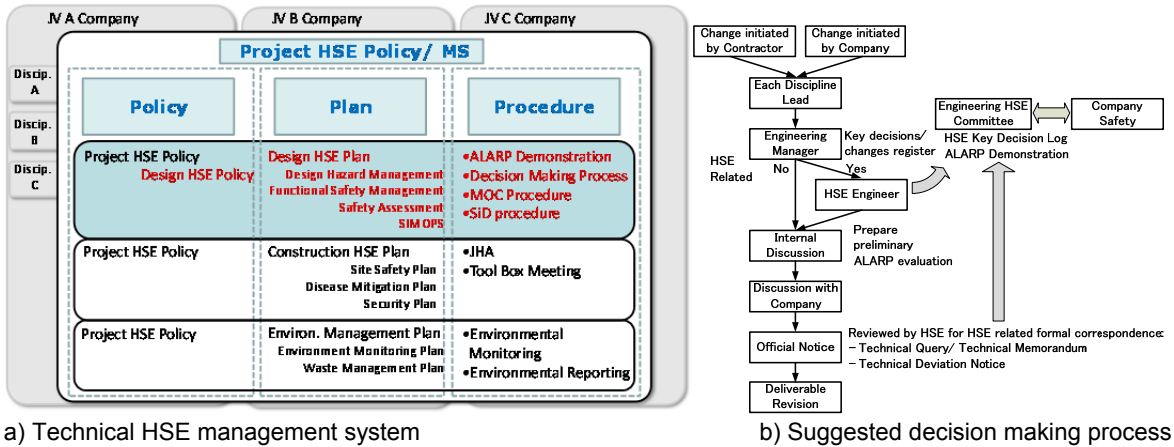 JV A Company
JV B Company
JV C Company
Project HSE Policy/ MS
Discip.
A
Discip.
B
Discip.
C
Policy
Plan
Procedure
Project HSE Policy
Design HSE Policy
Design HSE Plan
Design Hazard Management
Functional Safety Management
Safety Assessment
SIMOPS
•ALARP Demonstration
•Decision Making Process
•MOC Procedure
•SiD procedure
Project HSE Policy
Construction HSE Plan
Site Safety Plan
Disease Mitigation Plan
Security Plan
•JHA
•Tool Box Meeting
Project HSE Policy
Environ. Management Plan
Environment Monitoring Plan
Waste Management Plan
•Environmental
Monitoring
•Environmental Reporting
a) Technical HSE management system
Change initiated
by Contractor
Change initiated
by Company
Each Discipline
Lead
Engineering
Manager
Key decisions/
changes register
HSE
Related
No
Yes
HSE Engineer
Engineering HSE
Committee
Company
Safety
HSE Key Decision Log
ALARP Demonstration
Internal
Discussion
Prepare
preliminary
ALARP evaluation
Discussion with
Company
Official Notice
Reviewed by HSE for HSE related formal correspondence:
- Technical Query/ Technical Memorandum
- Technical Deviation Notice
Deliverable
Revision
b) Suggested decision making process